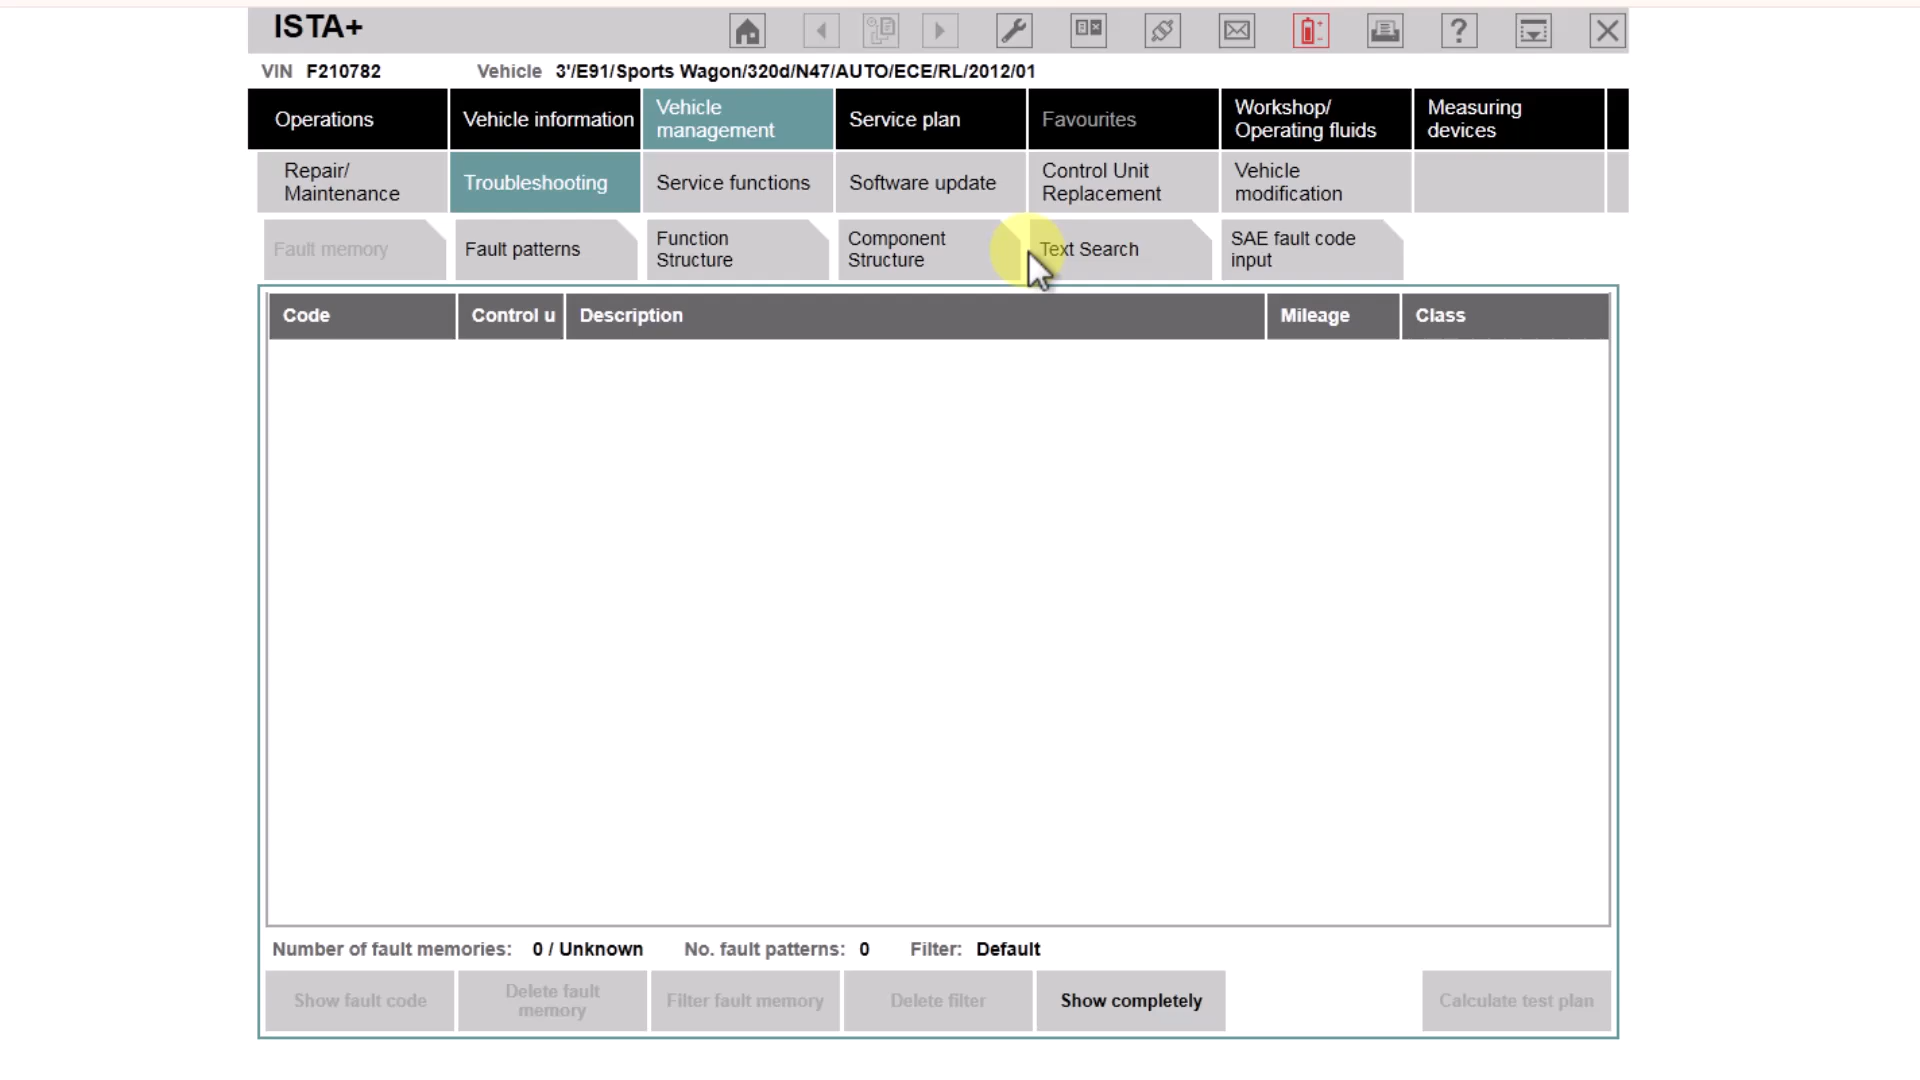 ISTA+
VIN F210782 Vehicle 3'/E91/Sports Wagon/320d/N47/AUTO/ECE/RL/2012/01
Operations
Vehicle information
Vehicle
management
Service plan
Favourites
Workshop/
Operating fluids
Measuring
devices
Repair/
Maintenance
Troubleshooting
Service functions
Software update
Control Unit
Replacement
Vehicle
modification
Fault memory
Fault patterns
Function
Structure
Component
Structure
Text Search
SAE fault code
input
Code Control u Description Mileage Class
Number of fault memories: 0 / Unknown No. fault patterns: 0 Filter: Default
Show fault code
Delete fault
memory
Filter fault memory
Delete filter
Show completely
Calculate test plan